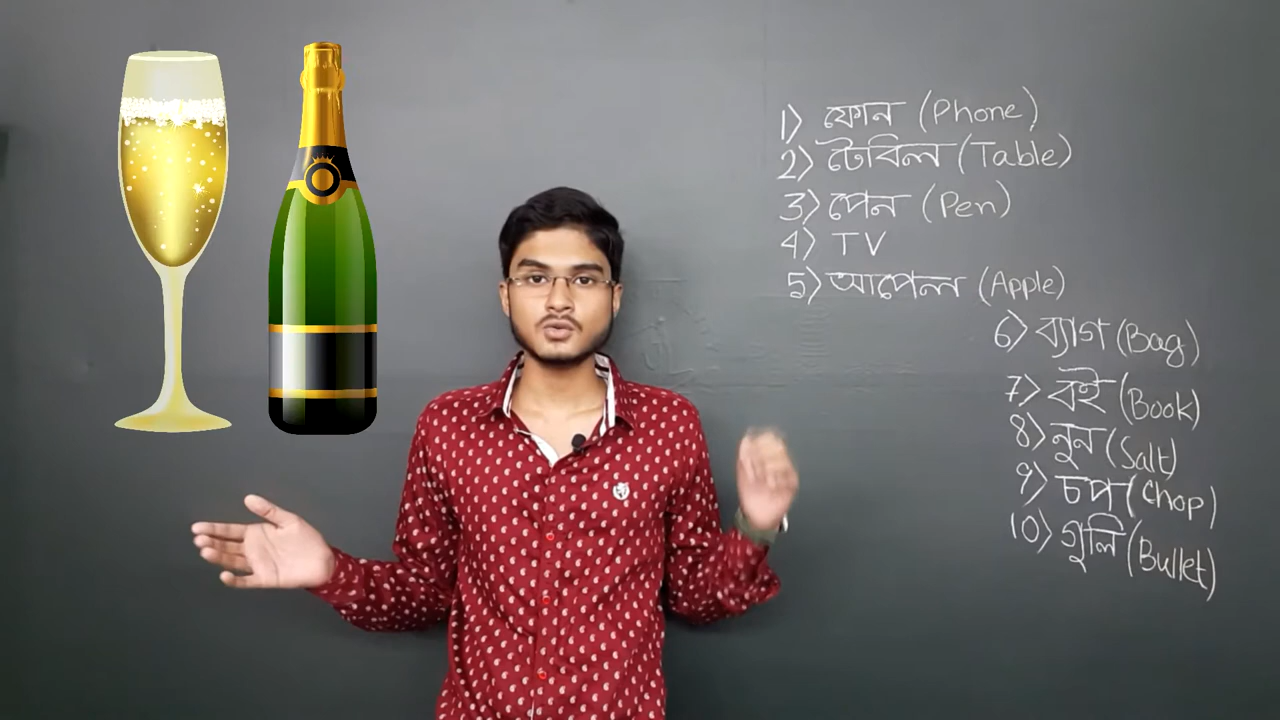 1) ফোন (Phone)
2) টেবিল (Table)
3) পেন (Pen)
4) TV
5) আপেল (Apple)
6) ব্যাগ (Bag)
7) বই (Book)
8) নুন (Salt)
9) চপ (Chop)
10) গুলি (Bullet)